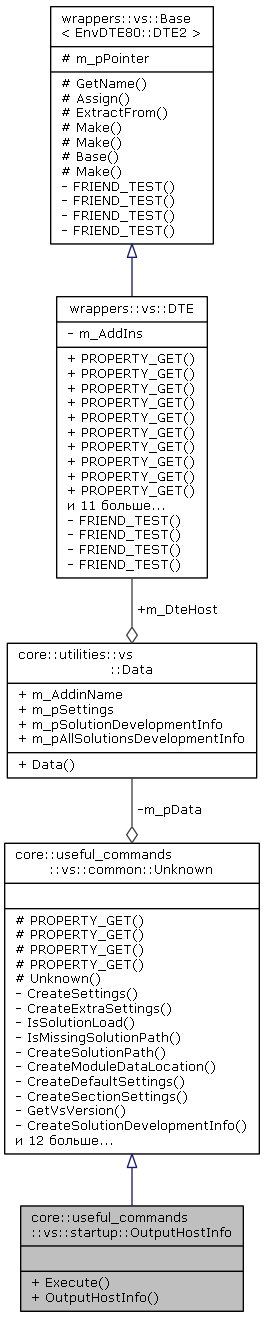 wrappers::vs::Base
< EnvDTE80::DTE2 >
# m_pPointer
# GetName()
# Assign()
# ExtractFrom()
# Make()
# Make()
# Base()
# Make()
- FRIEND_TEST()
- FRIEND_TEST()
- FRIEND_TEST()
- FRIEND_TEST()
wrappers::vs::DTE
- m_AddIns
+ PROPERTY_GET()
+ PROPERTY_GET()
+ PROPERTY_GET()
+ PROPERTY_GET()
+ PROPERTY_GET()
+ PROPERTY_GET()
+ PROPERTY_GET()
+ PROPERTY_GET()
+ PROPERTY_GET()
+ PROPERTY_GET()
и 11 больше...
- FRIEND_TEST()
- FRIEND_TEST()
- FRIEND_TEST()
- FRIEND_TEST()
+m_DteHost
core::utilities::vs
::Data
+ m_AddinName
+ m_pSettings
+ m_pSolutionDevelopmentInfo
+ m_pAllSolutionsDevelopmentInfo
+ Data()
-m_pData
core::useful_commands
::vs::common::Unknown
# PROPERTY_GET()
# PROPERTY_GET()
# PROPERTY_GET()
# PROPERTY_GET()
# Unknown()
- CreateSettings()
- CreateExtraSettings()
- IsSolutionLoad()
- IsMissingSolutionPath()
- CreateSolutionPath()
- CreateModuleDataLocation()
- CreateDefaultSettings()
- CreateSectionSettings()
- GetVsVersion()
- CreateSolutionDevelopmentInfo()
и 12 больше...
core::useful_commands
::vs::startup::OutputHostInfo
+ Execute()
+ OutputHostInfo()